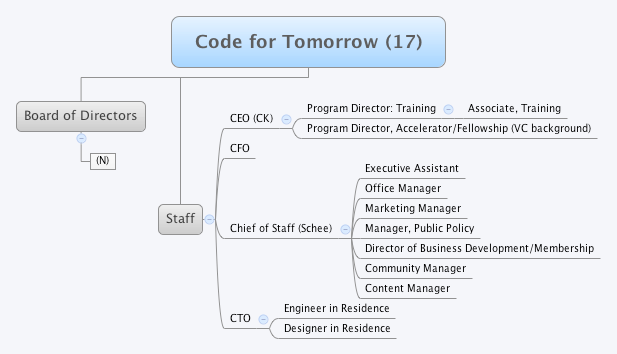 Code for Tomorrow (17)
Board of Directors
(N)
Staff
CEO (CK)
Program Director: Training
Associate, Training
Program Director, Accelerator/Fellowship (VC background)
CFO
Chief of Staff (Schee)
Executive Assistant
Office Manager
Marketing Manager
Manager, Public Policy
Director of Business Development/Membership
Community Manager
Content Manager
CTO
Engineer in Residence
Designer in Residence